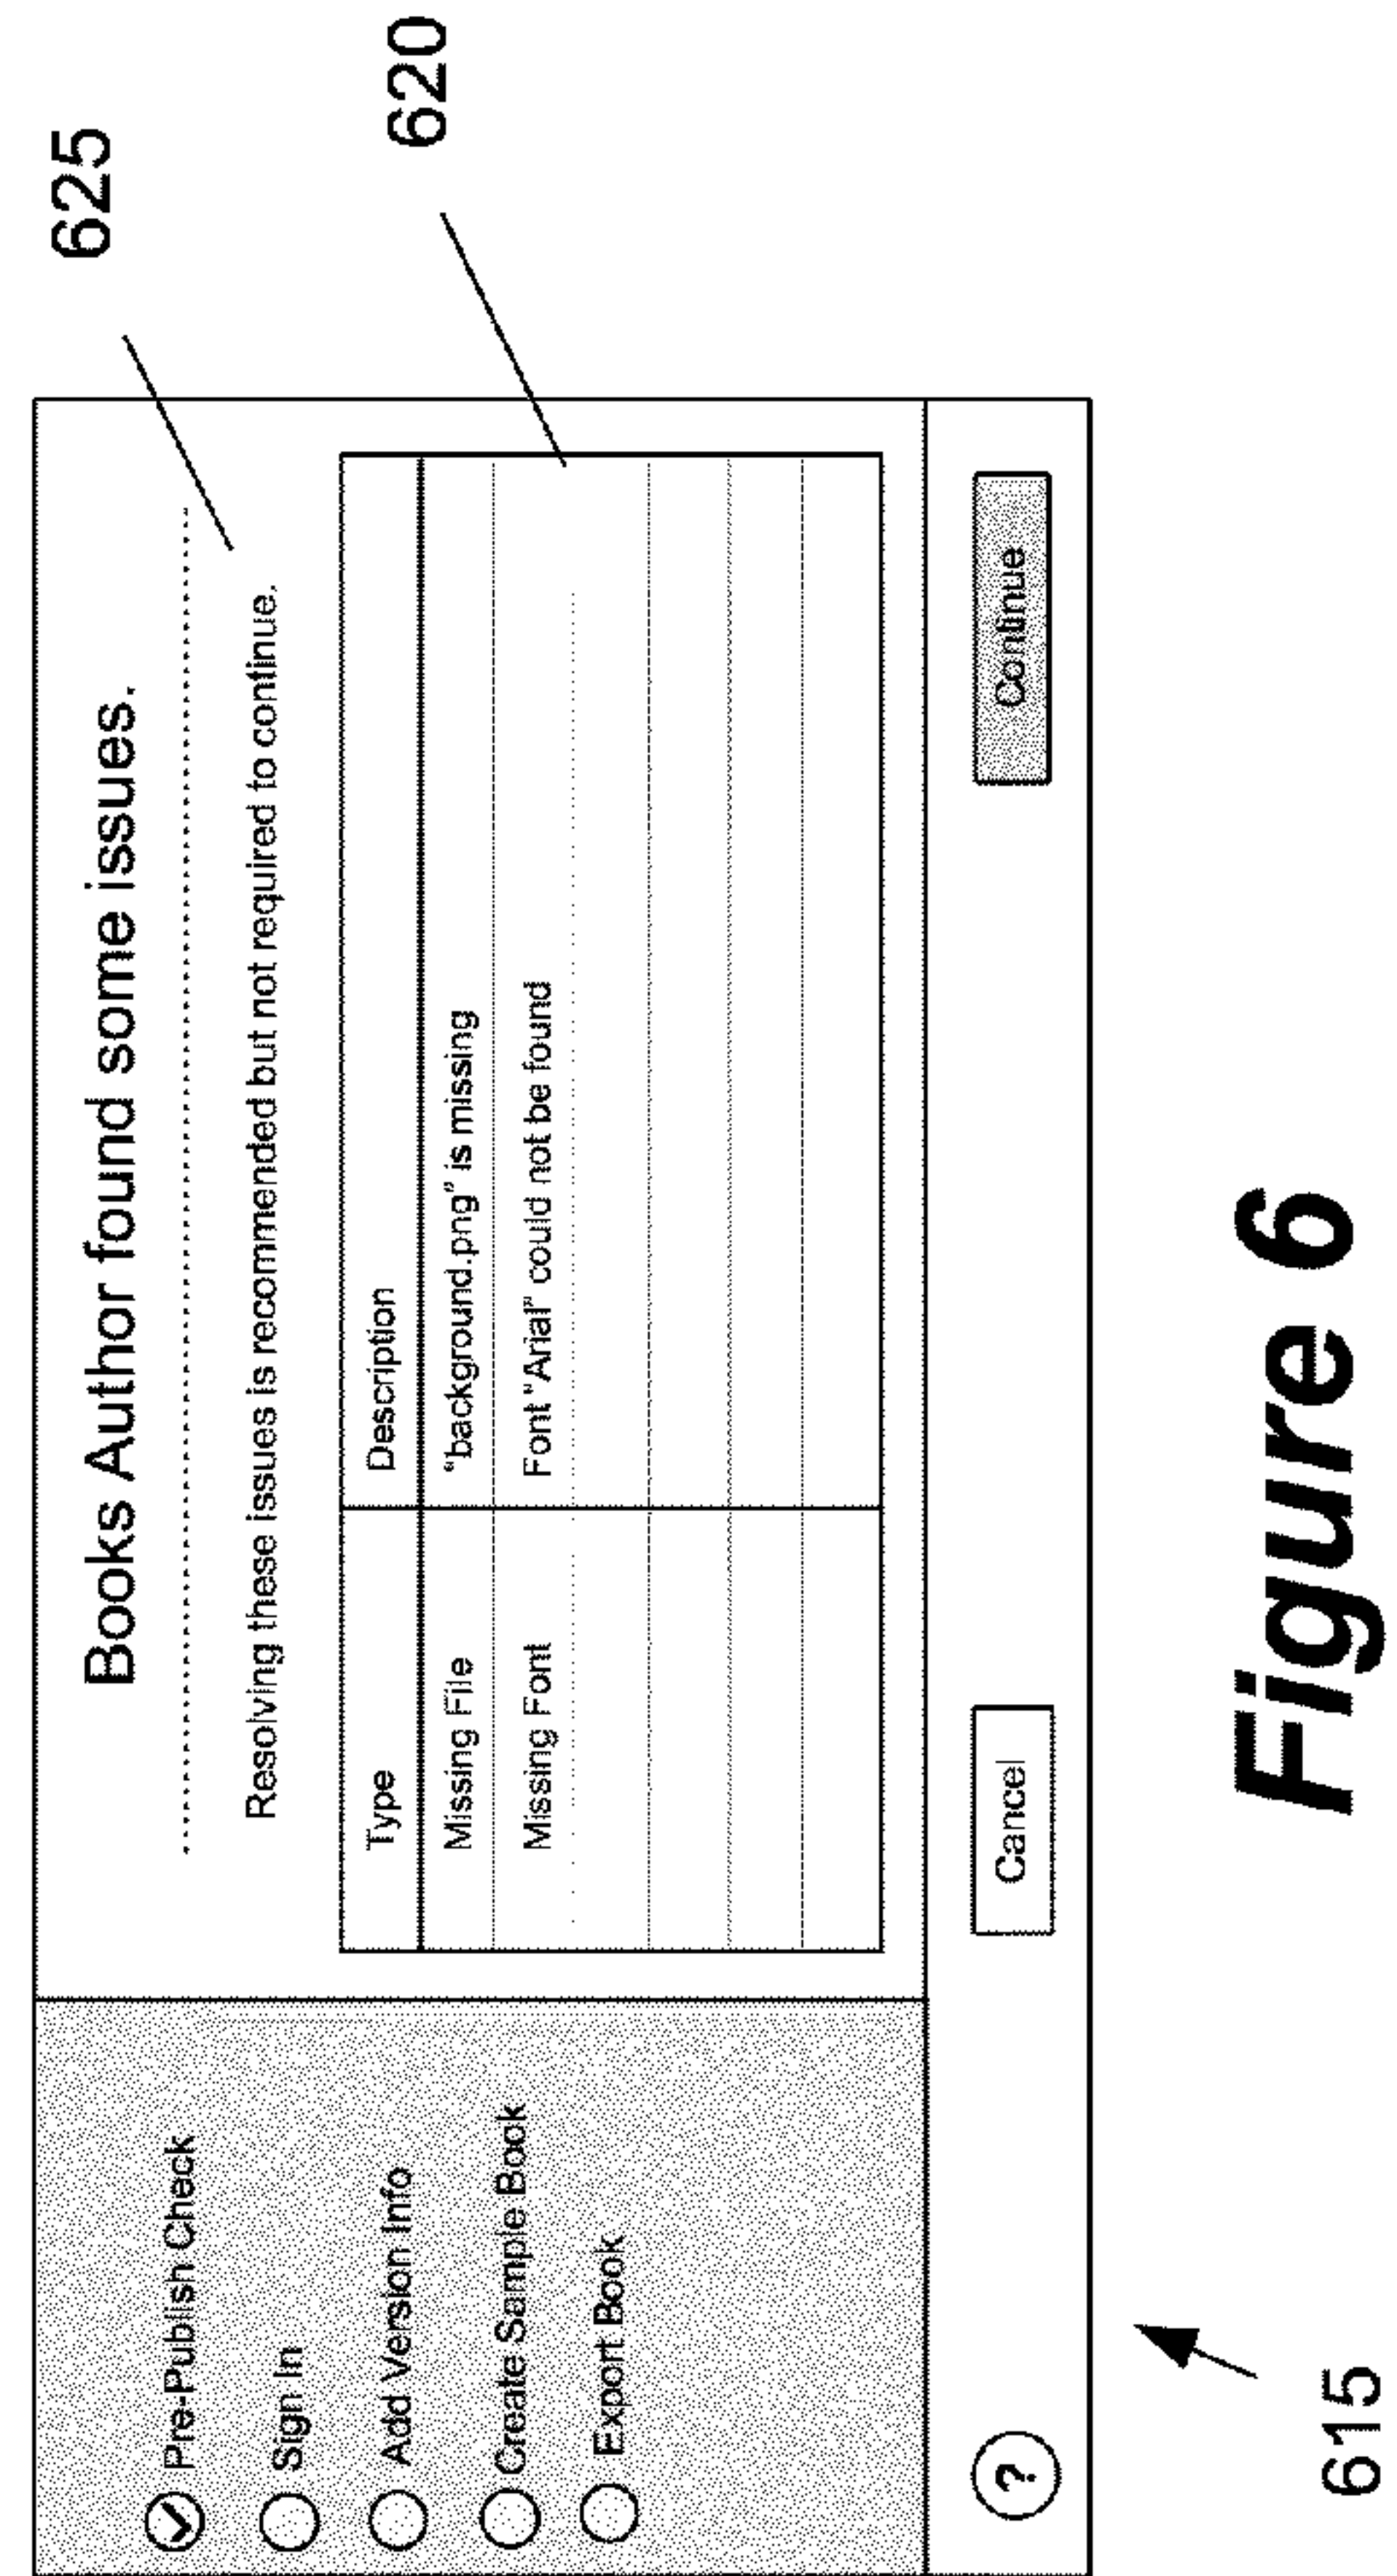 Pre-Publish Check
Sign In
Add Version Info
Create Sample Book
Export Book
Books Author found some issues.
Resolving these issues is recommended but not required to continue.
Type Description
Missing File "background.png" is missing
Missing Font Font "Arial" could not be found
? Cancel Continue
625
620
615
Figure 6